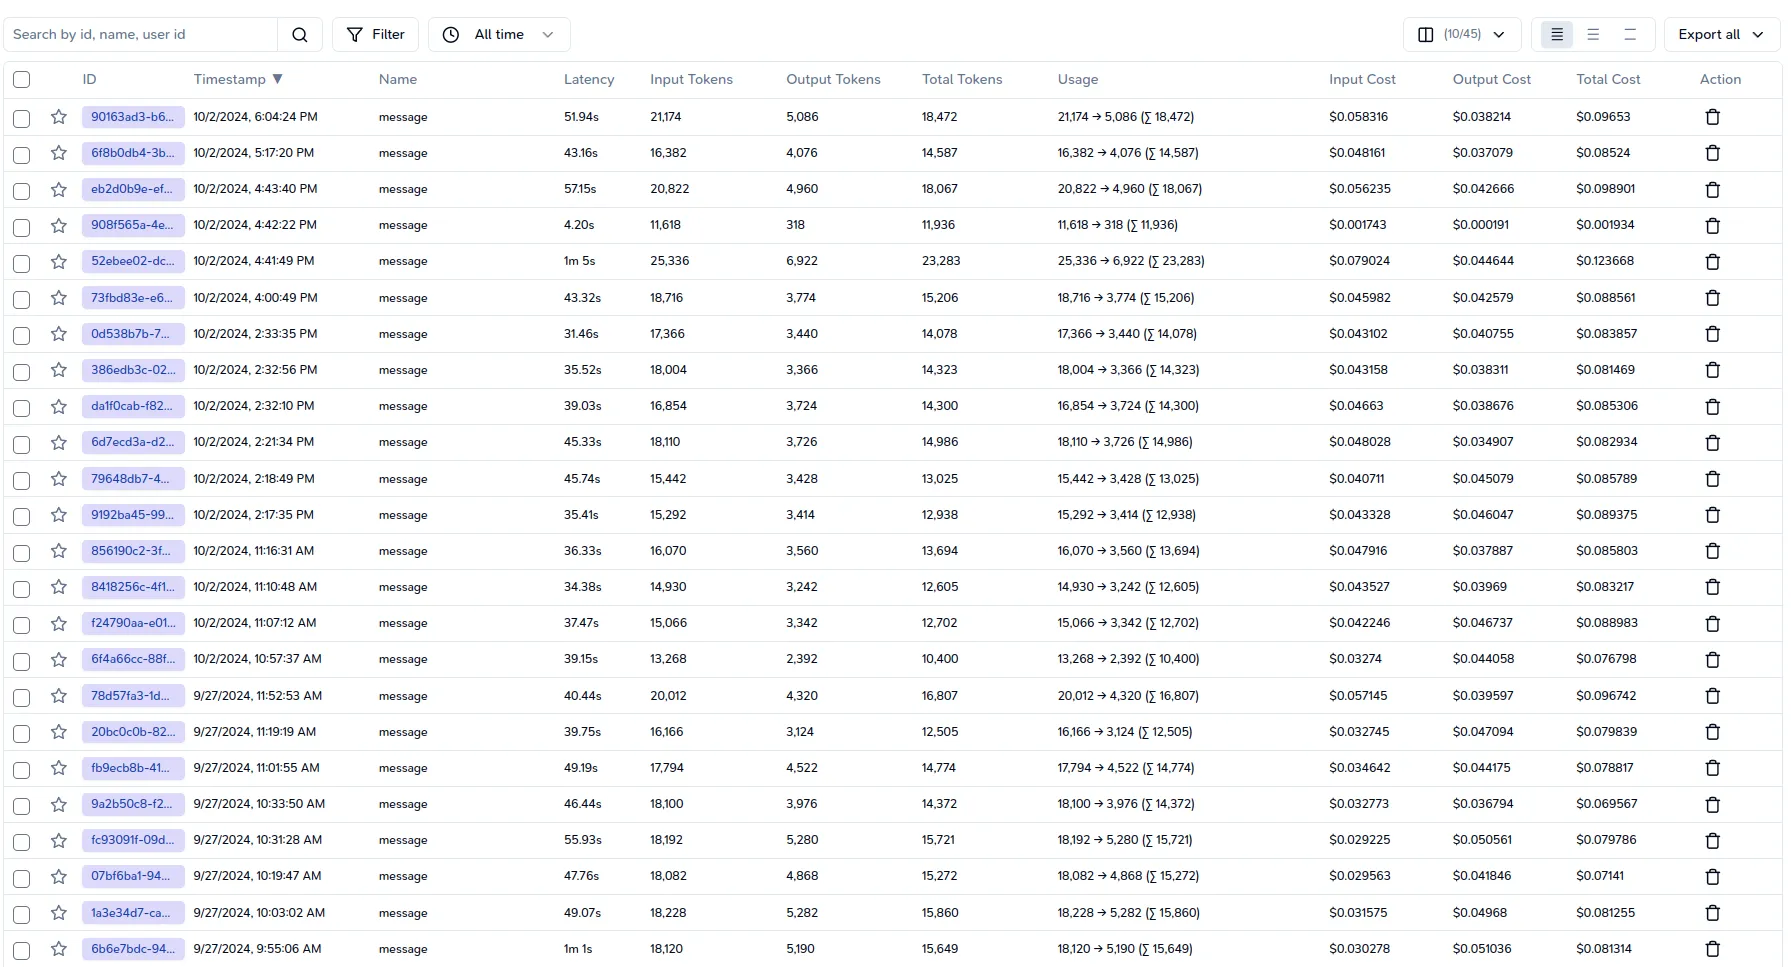 Search by id, name, user id Filter All time (10/45) Export all
ID Timestamp ▼ Name Latency Input Tokens Output Tokens Total Tokens Usage Input Cost Output Cost Total Cost Action
90163ad3-b6... 10/2/2024, 6:04:24 PM message 51.94s 21,174 5,086 18,472 21,174 → 5,086 (∑ 18,472) $0.058316 $0.038214 $0.09653
6f8b0db4-3b... 10/2/2024, 5:17:20 PM message 43.16s 16,382 4,076 14,587 16,382 → 4,076 (∑ 14,587) $0.048161 $0.037079 $0.08524
eb2d0b9e-ef... 10/2/2024, 4:43:40 PM message 57.15s 20,822 4,960 18,067 20,822 → 4,960 (∑ 18,067) $0.056235 $0.042666 $0.098901
908f565a-4e... 10/2/2024, 4:42:22 PM message 4.20s 11,618 318 11,936 11,618 → 318 (∑ 11,936) $0.001743 $0.000191 $0.001934
52ebee02-dc... 10/2/2024, 4:41:49 PM message 1m 5s 25,336 6,922 23,283 25,336 → 6,922 (∑ 23,283) $0.079024 $0.044644 $0.123668
73fbd83e-e6... 10/2/2024, 4:00:49 PM message 43.32s 18,716 3,774 15,206 18,716 → 3,774 (∑ 15,206) $0.045982 $0.042579 $0.088561
0d538b7b-7... 10/2/2024, 2:33:35 PM message 31.46s 17,366 3,440 14,078 17,366 → 3,440 (∑ 14,078) $0.043102 $0.040755 $0.083857
386edb3c-02... 10/2/2024, 2:32:56 PM message 35.52s 18,004 3,366 14,323 18,004 → 3,366 (∑ 14,323) $0.043158 $0.038311 $0.081469
da1f0cab-f82... 10/2/2024, 2:32:10 PM message 39.03s 16,854 3,724 14,300 16,854 → 3,724 (∑ 14,300) $0.04663 $0.038676 $0.085306
6d7ecd3a-d2... 10/2/2024, 2:21:34 PM message 45.33s 18,110 3,726 14,986 18,110 → 3,726 (∑ 14,986) $0.048028 $0.034907 $0.082934
79648db7-4... 10/2/2024, 2:18:49 PM message 45.74s 15,442 3,428 13,025 15,442 → 3,428 (∑ 13,025) $0.040711 $0.045079 $0.085789
9192ba45-99... 10/2/2024, 2:17:35 PM message 35.41s 15,292 3,414 12,938 15,292 → 3,414 (∑ 12,938) $0.043328 $0.046047 $0.089375
856190c2-3f... 10/2/2024, 11:16:31 AM message 36.33s 16,070 3,560 13,694 16,070 → 3,560 (∑ 13,694) $0.047916 $0.037887 $0.085803
8418256c-4f1... 10/2/2024, 11:10:48 AM message 34.38s 14,930 3,242 12,605 14,930 → 3,242 (∑ 12,605) $0.043527 $0.03969 $0.083217
f24790aa-e01... 10/2/2024, 11:07:12 AM message 37.47s 15,066 3,342 12,702 15,066 → 3,342 (∑ 12,702) $0.042246 $0.046737 $0.088983
6f4a66cc-88f... 10/2/2024, 10:57:37 AM message 39.15s 13,268 2,392 10,400 13,268 → 2,392 (∑ 10,400) $0.03274 $0.044058 $0.076798
78d57fa3-1d... 9/27/2024, 11:52:53 AM message 40.44s 20,012 4,320 16,807 20,012 → 4,320 (∑ 16,807) $0.057145 $0.039597 $0.096742
20bc0c0b-82... 9/27/2024, 11:19:19 AM message 39.75s 16,166 3,124 12,505 16,166 → 3,124 (∑ 12,505) $0.032745 $0.047094 $0.079839
fb9ecb8b-41... 9/27/2024, 11:01:55 AM message 49.19s 17,794 4,522 14,774 17,794 → 4,522 (∑ 14,774) $0.034642 $0.044175 $0.078817
9a2b50c8-f2... 9/27/2024, 10:33:50 AM message 46.44s 18,100 3,976 14,372 18,100 → 3,976 (∑ 14,372) $0.032773 $0.036794 $0.069567
fc93091f-09d... 9/27/2024, 10:31:28 AM message 55.93s 18,192 5,280 15,721 18,192 → 5,280 (∑ 15,721) $0.029225 $0.050561 $0.079786
07bf6ba1-94... 9/27/2024, 10:19:47 AM message 47.76s 18,082 4,868 15,272 18,082 → 4,868 (∑ 15,272) $0.029563 $0.041846 $0.07141
1a3e34d7-ca... 9/27/2024, 10:03:02 AM message 49.07s 18,228 5,282 15,860 18,228 → 5,282 (∑ 15,860) $0.031575 $0.04968 $0.081255
6b6e7bdc-94... 9/27/2024, 9:55:06 AM message 1m 1s 18,120 5,190 15,649 18,120 → 5,190 (∑ 15,649) $0.030278 $0.051036 $0.081314